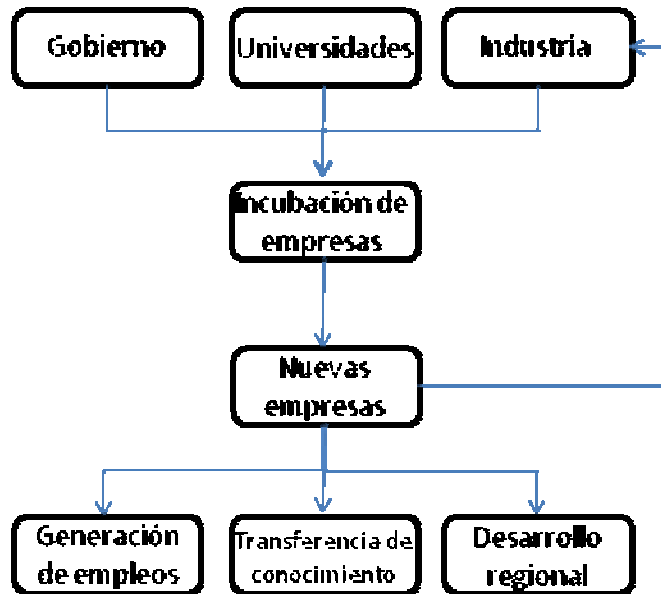 Gobierno
Universidades
Industria
Incubación de
empresas
Nuevas
empresas
Generación
de empleos
Transferencia de
conocimiento
Desarrollo
regional